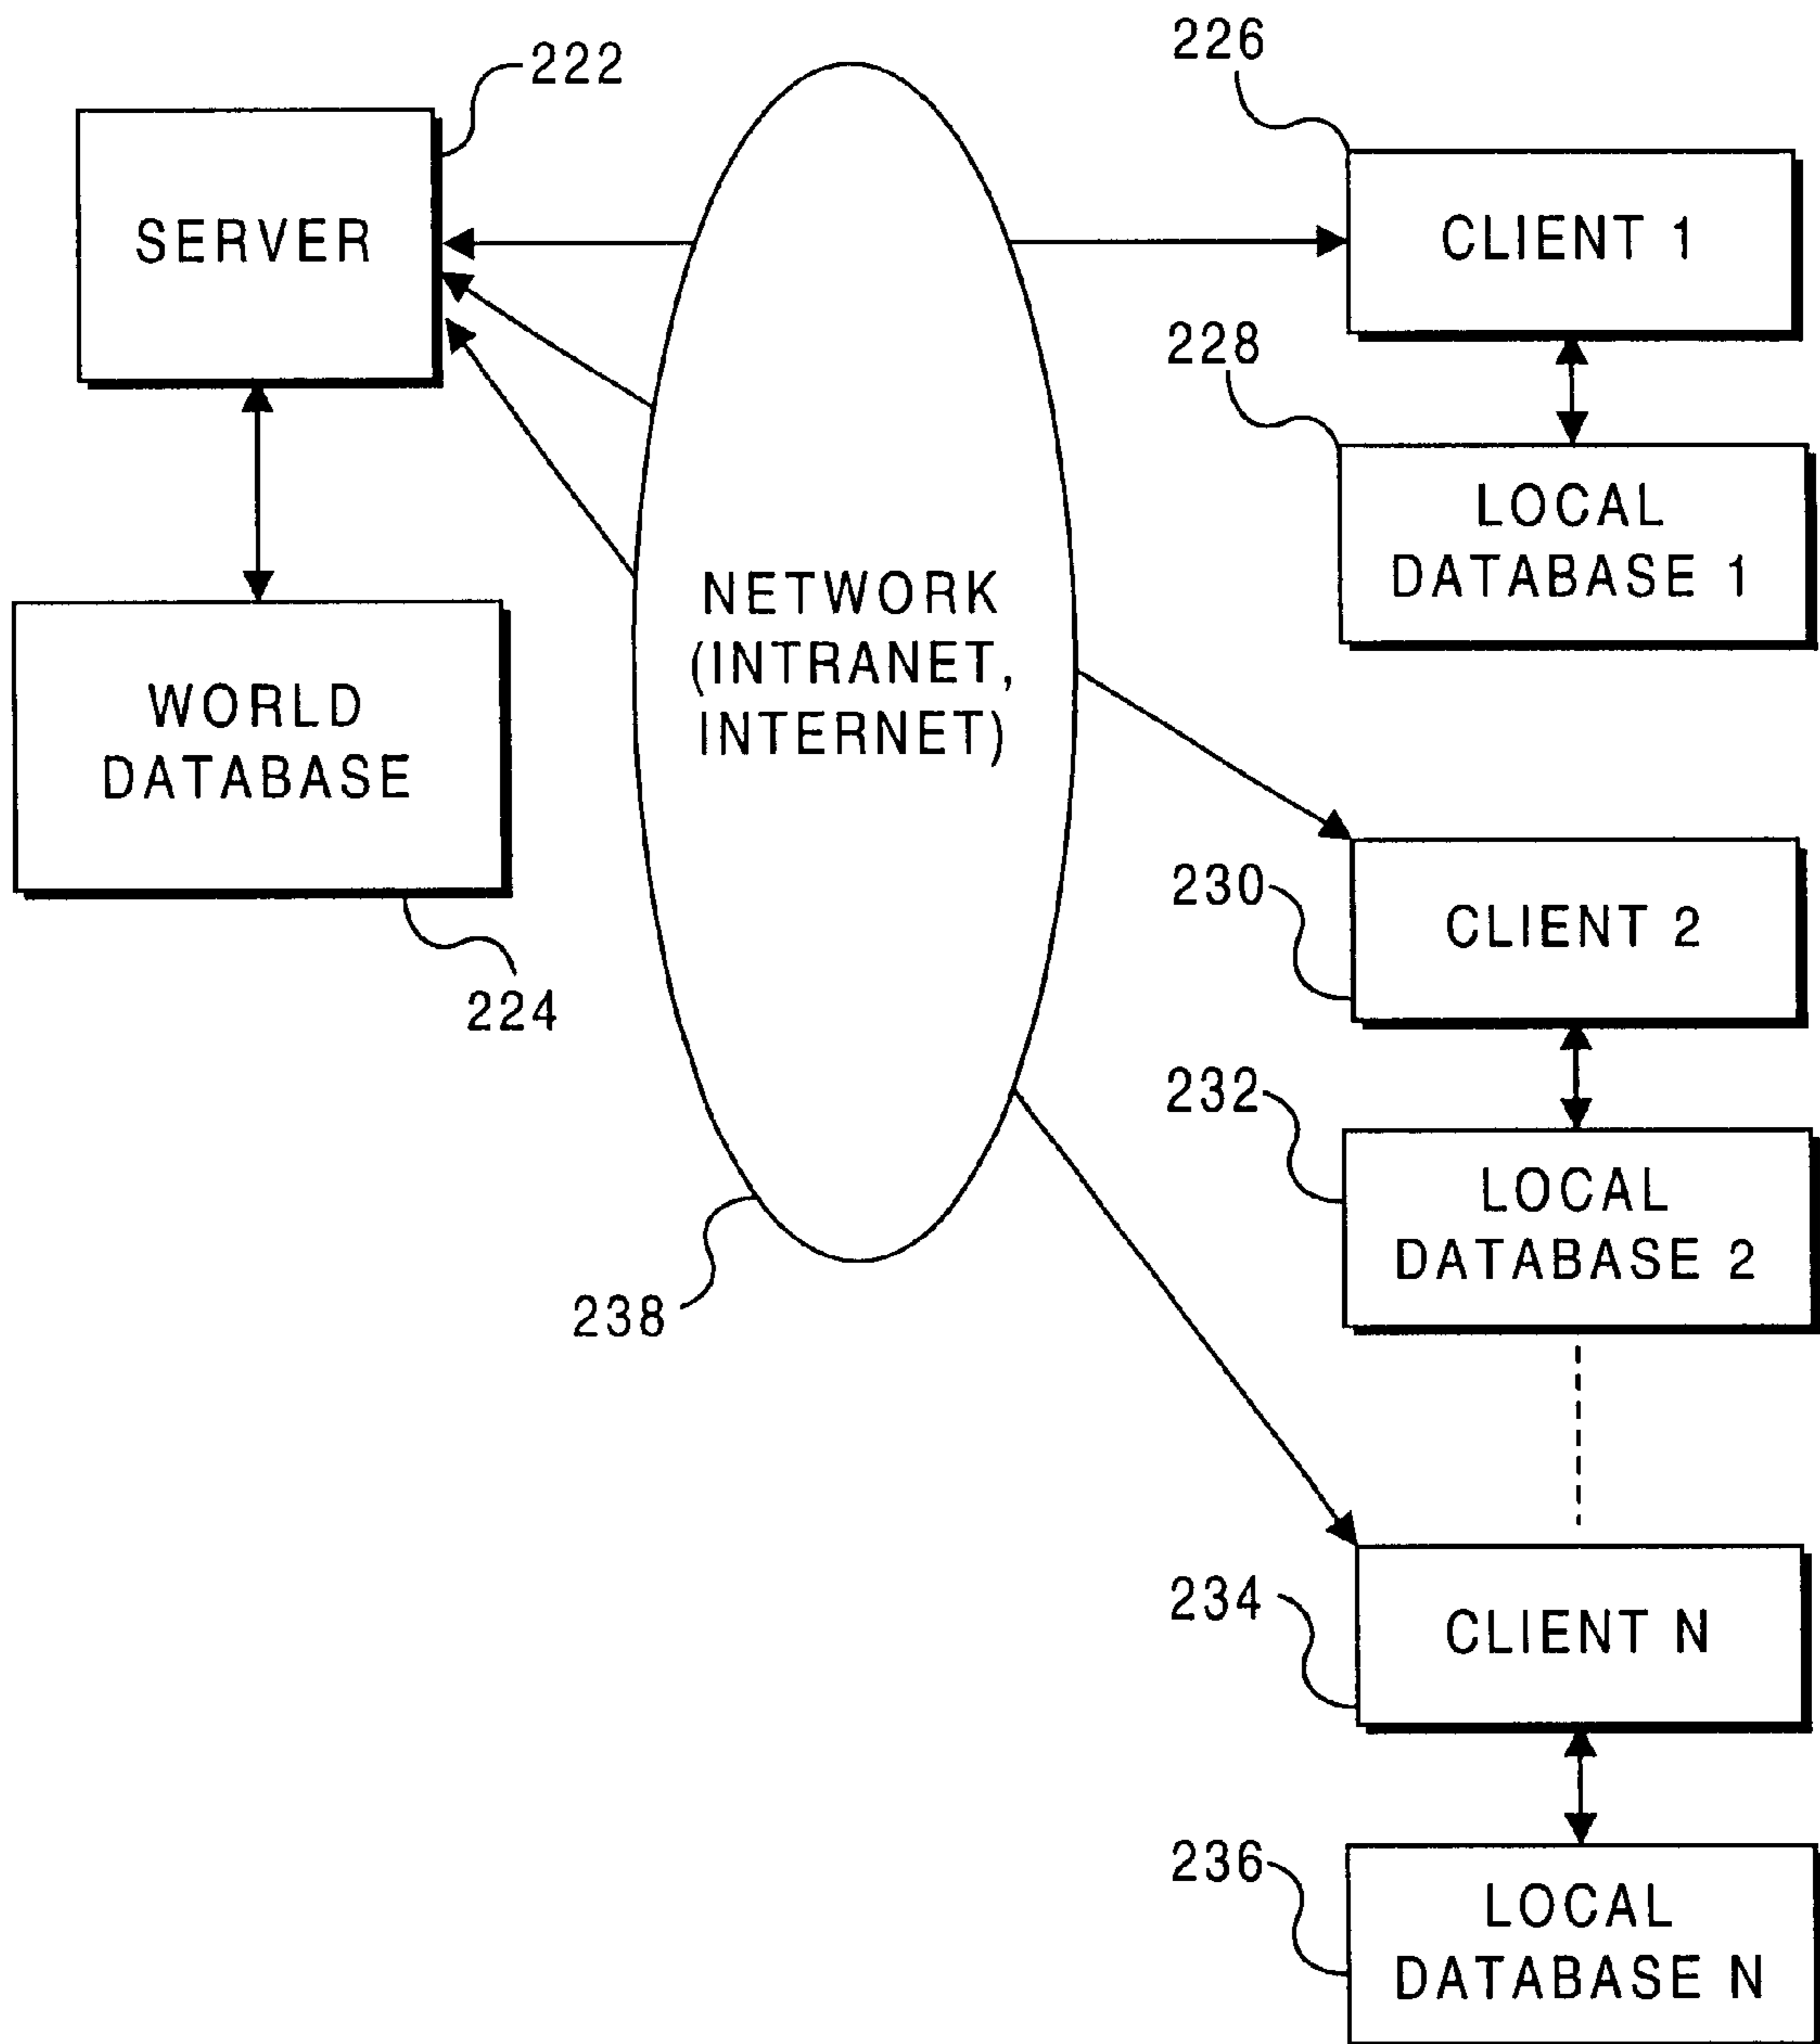 222
SERVER
WORLD
DATABASE
224
NETWORK
(INTRANET,
INTERNET)
238
226
CLIENT 1
228
LOCAL
DATABASE 1
230
CLIENT 2
232
LOCAL
DATABASE 2
234
CLIENT N
236
LOCAL
DATABASE N